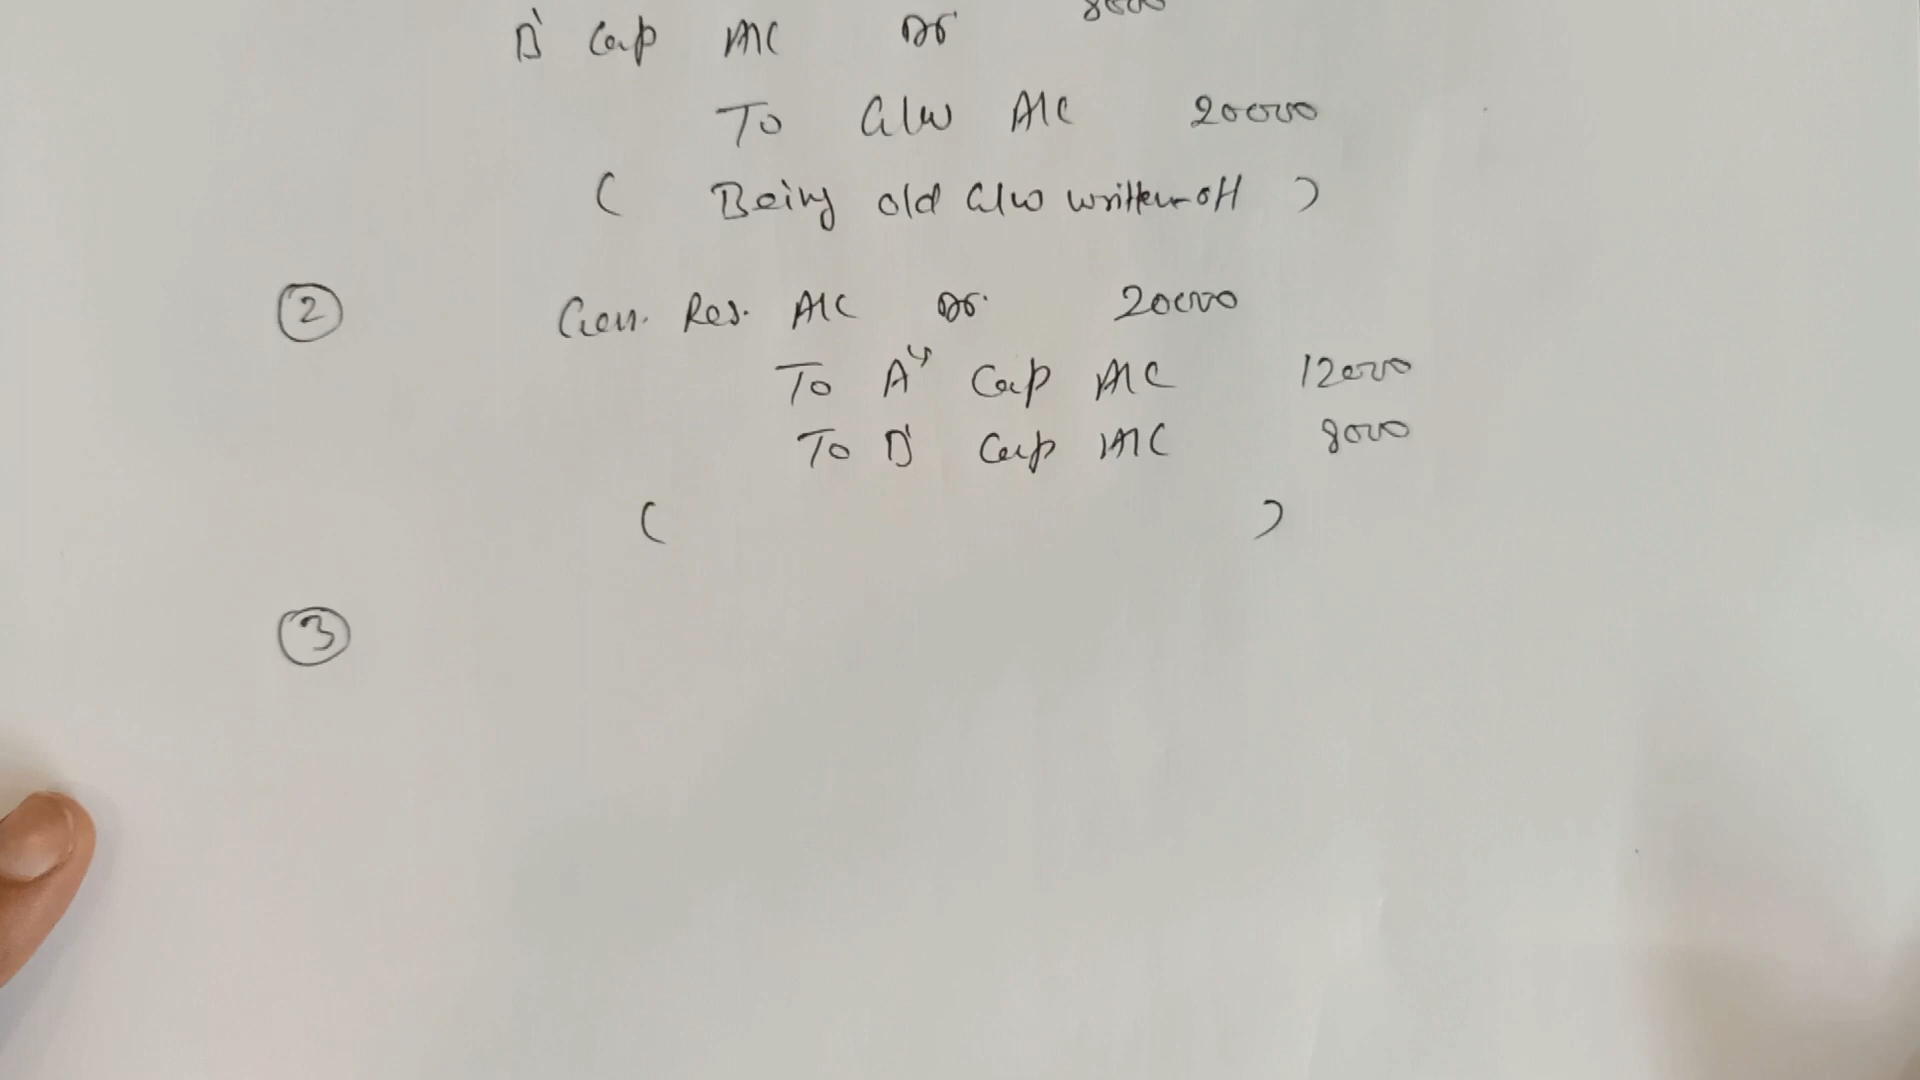 B' Cap A/C Dr 8000
To G/w A/C 20000
( Being old G/w written off )
2 Gen. Res. A/C Dr. 20000
To A's Cap A/C 12000
To B' Cap A/C 8000
( )
3